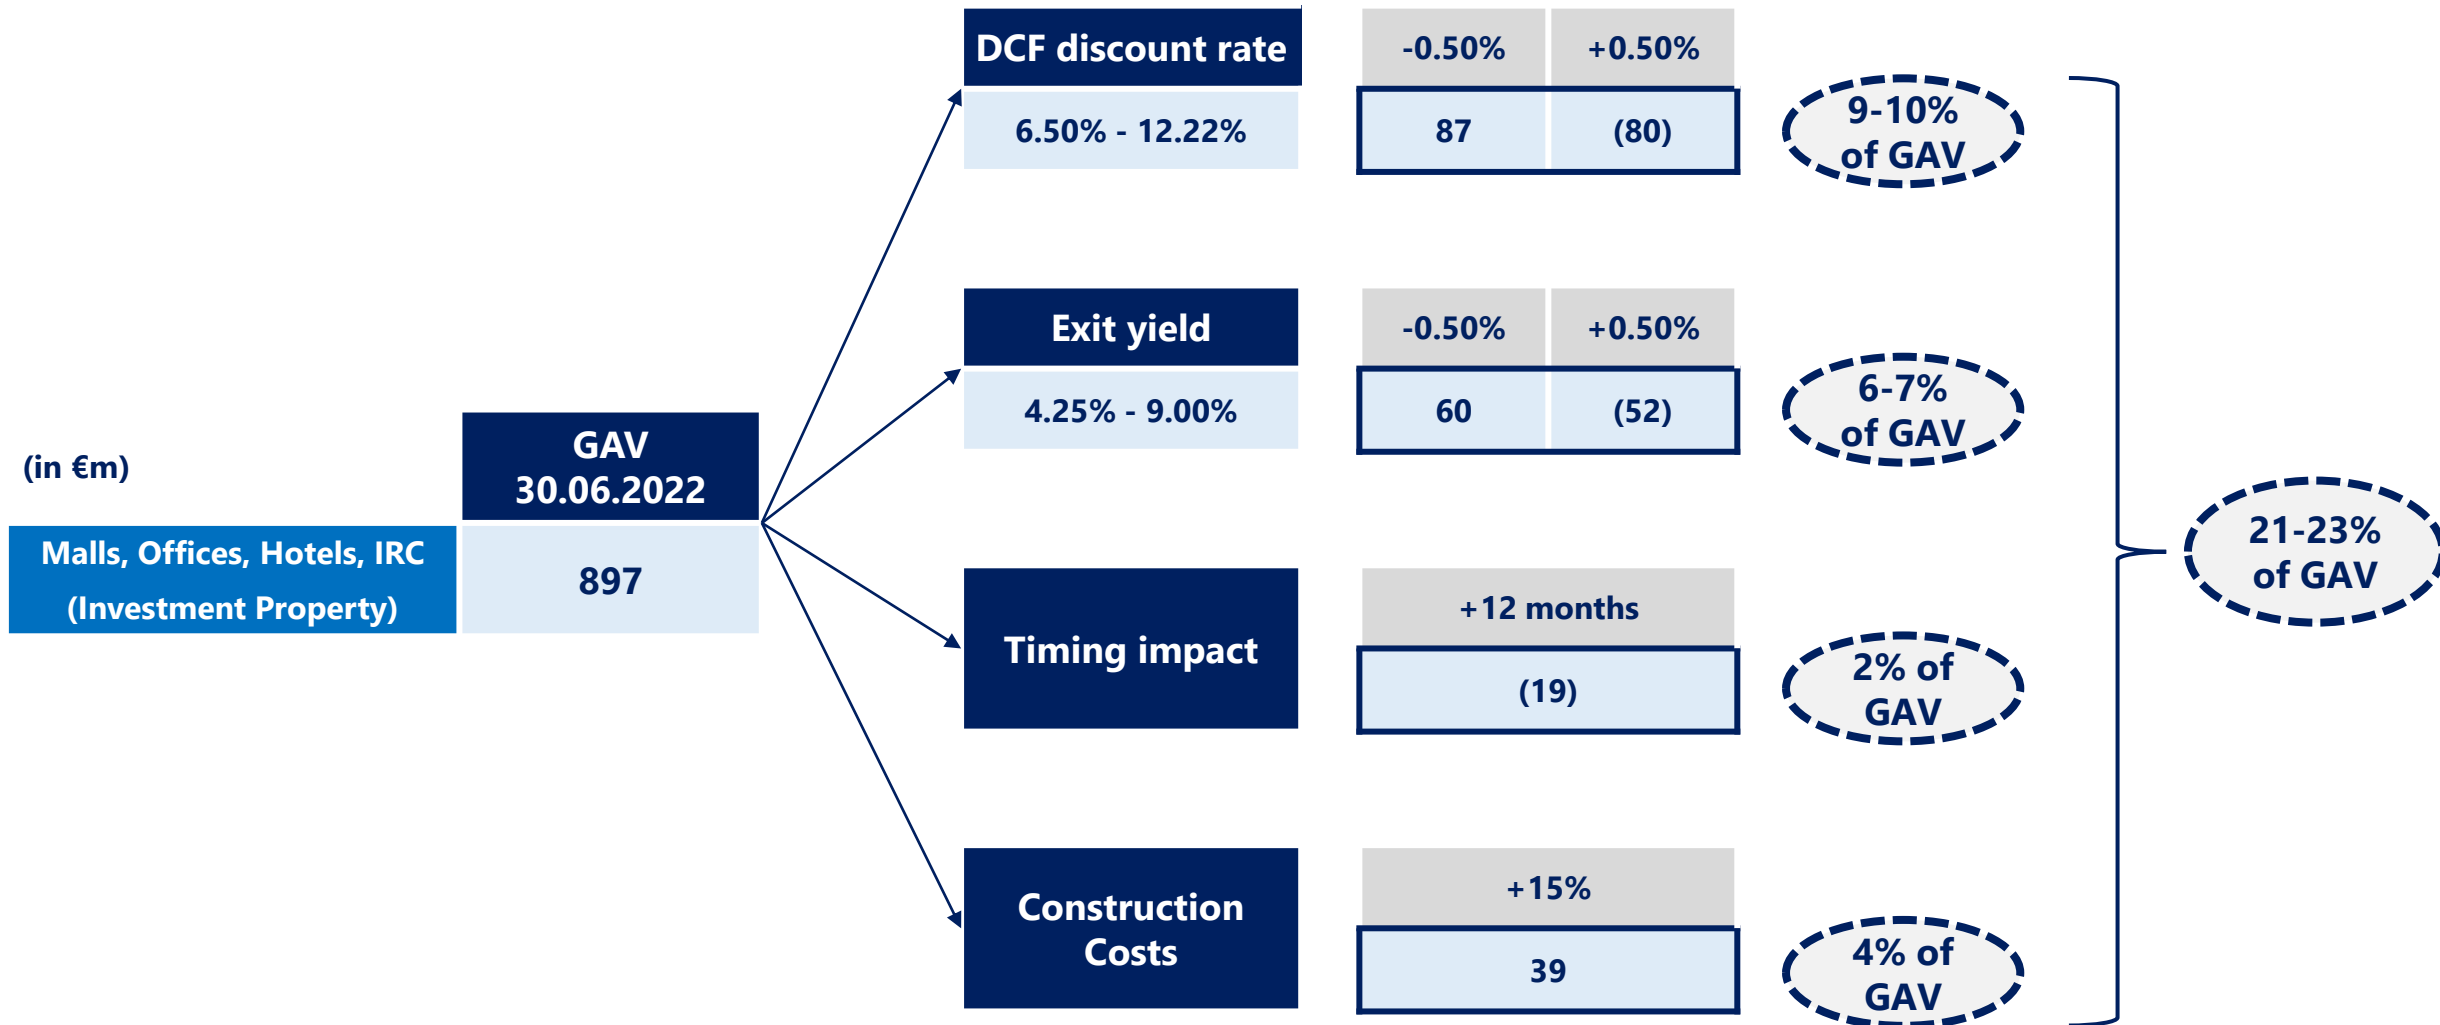 DCF discount rate
-0.50%
+0.50%
6.50% - 12.22%
87
(80)
9-10%
of GAV
Exit yield
-0.50%
+0.50%
4.25% - 9.00%
60
(52)
6-7%
of GAV
(in €m)
GAV
30.06.2022
Malls, Offices, Hotels, IRC
(Investment Property)
897
21-23%
of GAV
Timing impact
+12 months
(19)
2% of
GAV
Construction
Costs
+15%
39
4% of
GAV